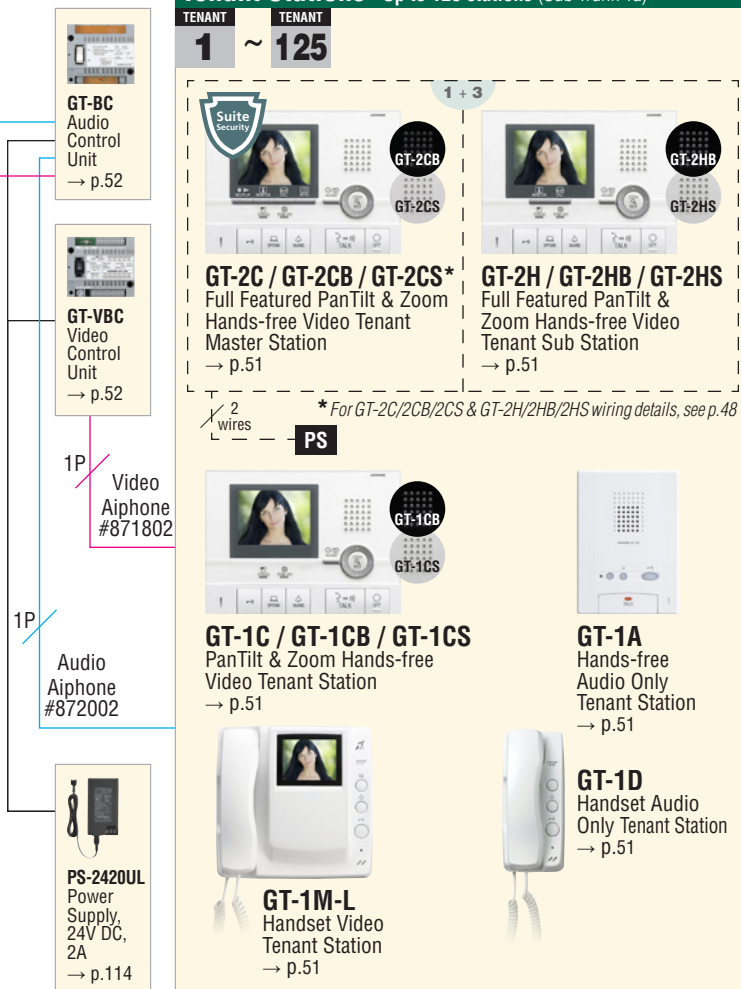 TENANT
1
~
TENANT
125
GT-BC
Audio
Control
Unit
→ p.52
GT-VBC
Video
Control
Unit
→ p.52
1P
Video
Aiphone
#871802
1P
Audio
Aiphone
#872002
PS-2420UL
Power
Supply,
24V DC,
2A
→ p.114
1 + 3
Suite
Security
GT-2CB
GT-2CS
GT-2C / GT-2CB / GT-2CS*
Full Featured PanTilt & Zoom
Hands-free Video Tenant
Master Station
→ p.51
GT-2HB
GT-2HS
GT-2H / GT-2HB / GT-2HS
Full Featured PanTilt &
Zoom Hands-free Video
Tenant Sub Station
→ p.51
2
wires
* For GT-2C/2CB/2CS & GT-2H/2HB/2HS wiring details, see p.48
PS
GT-1CB
GT-1CS
TALK
GT-1C / GT-1CB / GT-1CS
PanTilt & Zoom Hands-free
Video Tenant Station
→ p.51
GT-1A
Hands-free
Audio Only
Tenant Station
→ p.51
GT-1M-L
Handset Video
Tenant Station
→ p.51
GT-1D
Handset Audio
Only Tenant Station
→ p.51